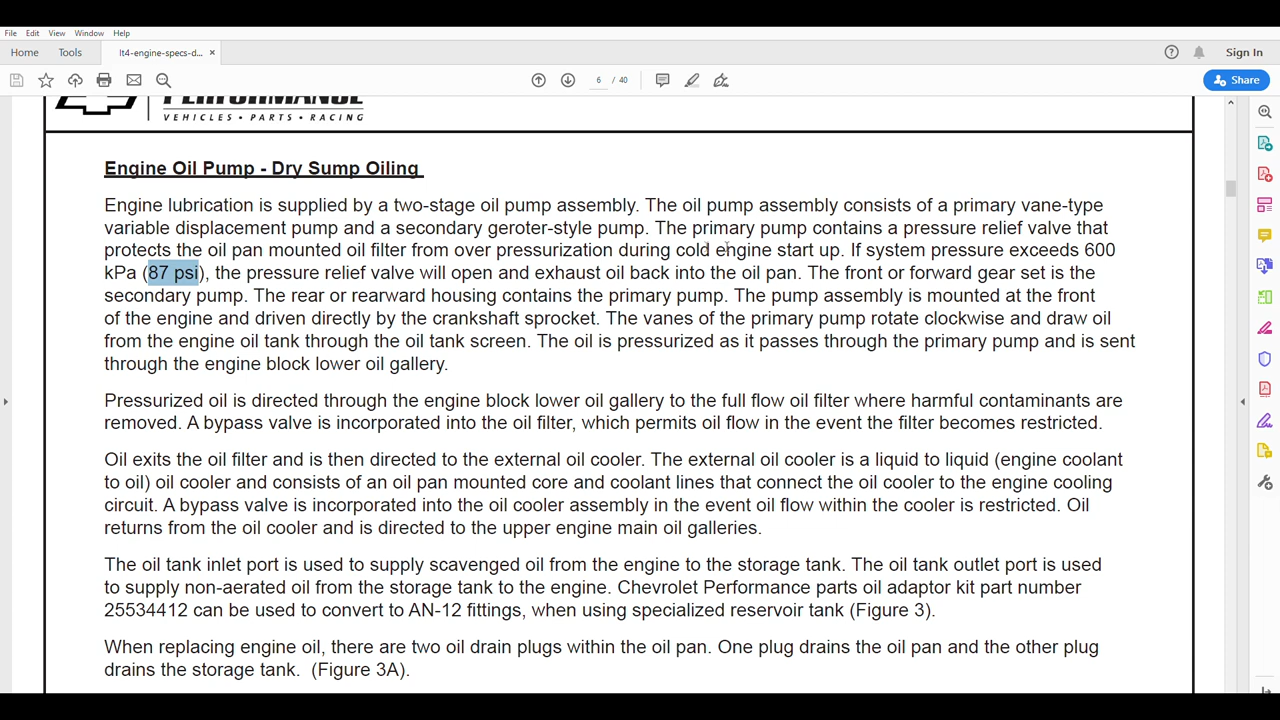 File Edit View Window Help
Home Tools lt4-engine-specs-d... × Sign In
6 / 40 Share
PERFORMANCE
VEHICLES • PARTS • RACING
Engine Oil Pump - Dry Sump Oiling
Engine lubrication is supplied by a two-stage oil pump assembly. The oil pump assembly consists of a primary vane-type
variable displacement pump and a secondary geroter-style pump. The primary pump contains a pressure relief valve that
protects the oil pan mounted oil filter from over pressurization during cold engine start up. If system pressure exceeds 600
kPa (87 psi), the pressure relief valve will open and exhaust oil back into the oil pan. The front or forward gear set is the
secondary pump. The rear or rearward housing contains the primary pump. The pump assembly is mounted at the front
of the engine and driven directly by the crankshaft sprocket. The vanes of the primary pump rotate clockwise and draw oil
from the engine oil tank through the oil tank screen. The oil is pressurized as it passes through the primary pump and is sent
through the engine block lower oil gallery.
Pressurized oil is directed through the engine block lower oil gallery to the full flow oil filter where harmful contaminants are
removed. A bypass valve is incorporated into the oil filter, which permits oil flow in the event the filter becomes restricted.
Oil exits the oil filter and is then directed to the external oil cooler. The external oil cooler is a liquid to liquid (engine coolant
to oil) oil cooler and consists of an oil pan mounted core and coolant lines that connect the oil cooler to the engine cooling
circuit. A bypass valve is incorporated into the oil cooler assembly in the event oil flow within the cooler is restricted. Oil
returns from the oil cooler and is directed to the upper engine main oil galleries.
The oil tank inlet port is used to supply scavenged oil from the engine to the storage tank. The oil tank outlet port is used
to supply non-aerated oil from the storage tank to the engine. Chevrolet Performance parts oil adaptor kit part number
25534412 can be used to convert to AN-12 fittings, when using specialized reservoir tank (Figure 3).
When replacing engine oil, there are two oil drain plugs within the oil pan. One plug drains the oil pan and the other plug
drains the storage tank. (Figure 3A).